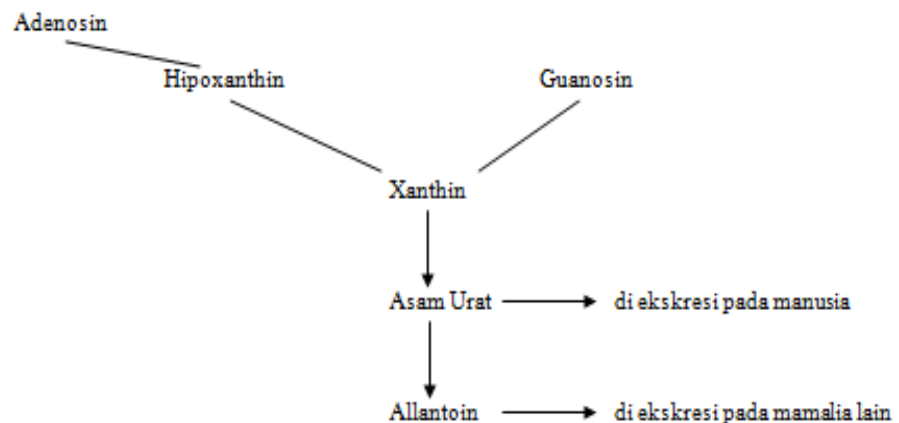 Adenosin
Hipoxanthin
Guanosin
Xanthin
Asam Urat
di ekskresi pada manusia
Allantoin
di ekskresi pada mamalia lain